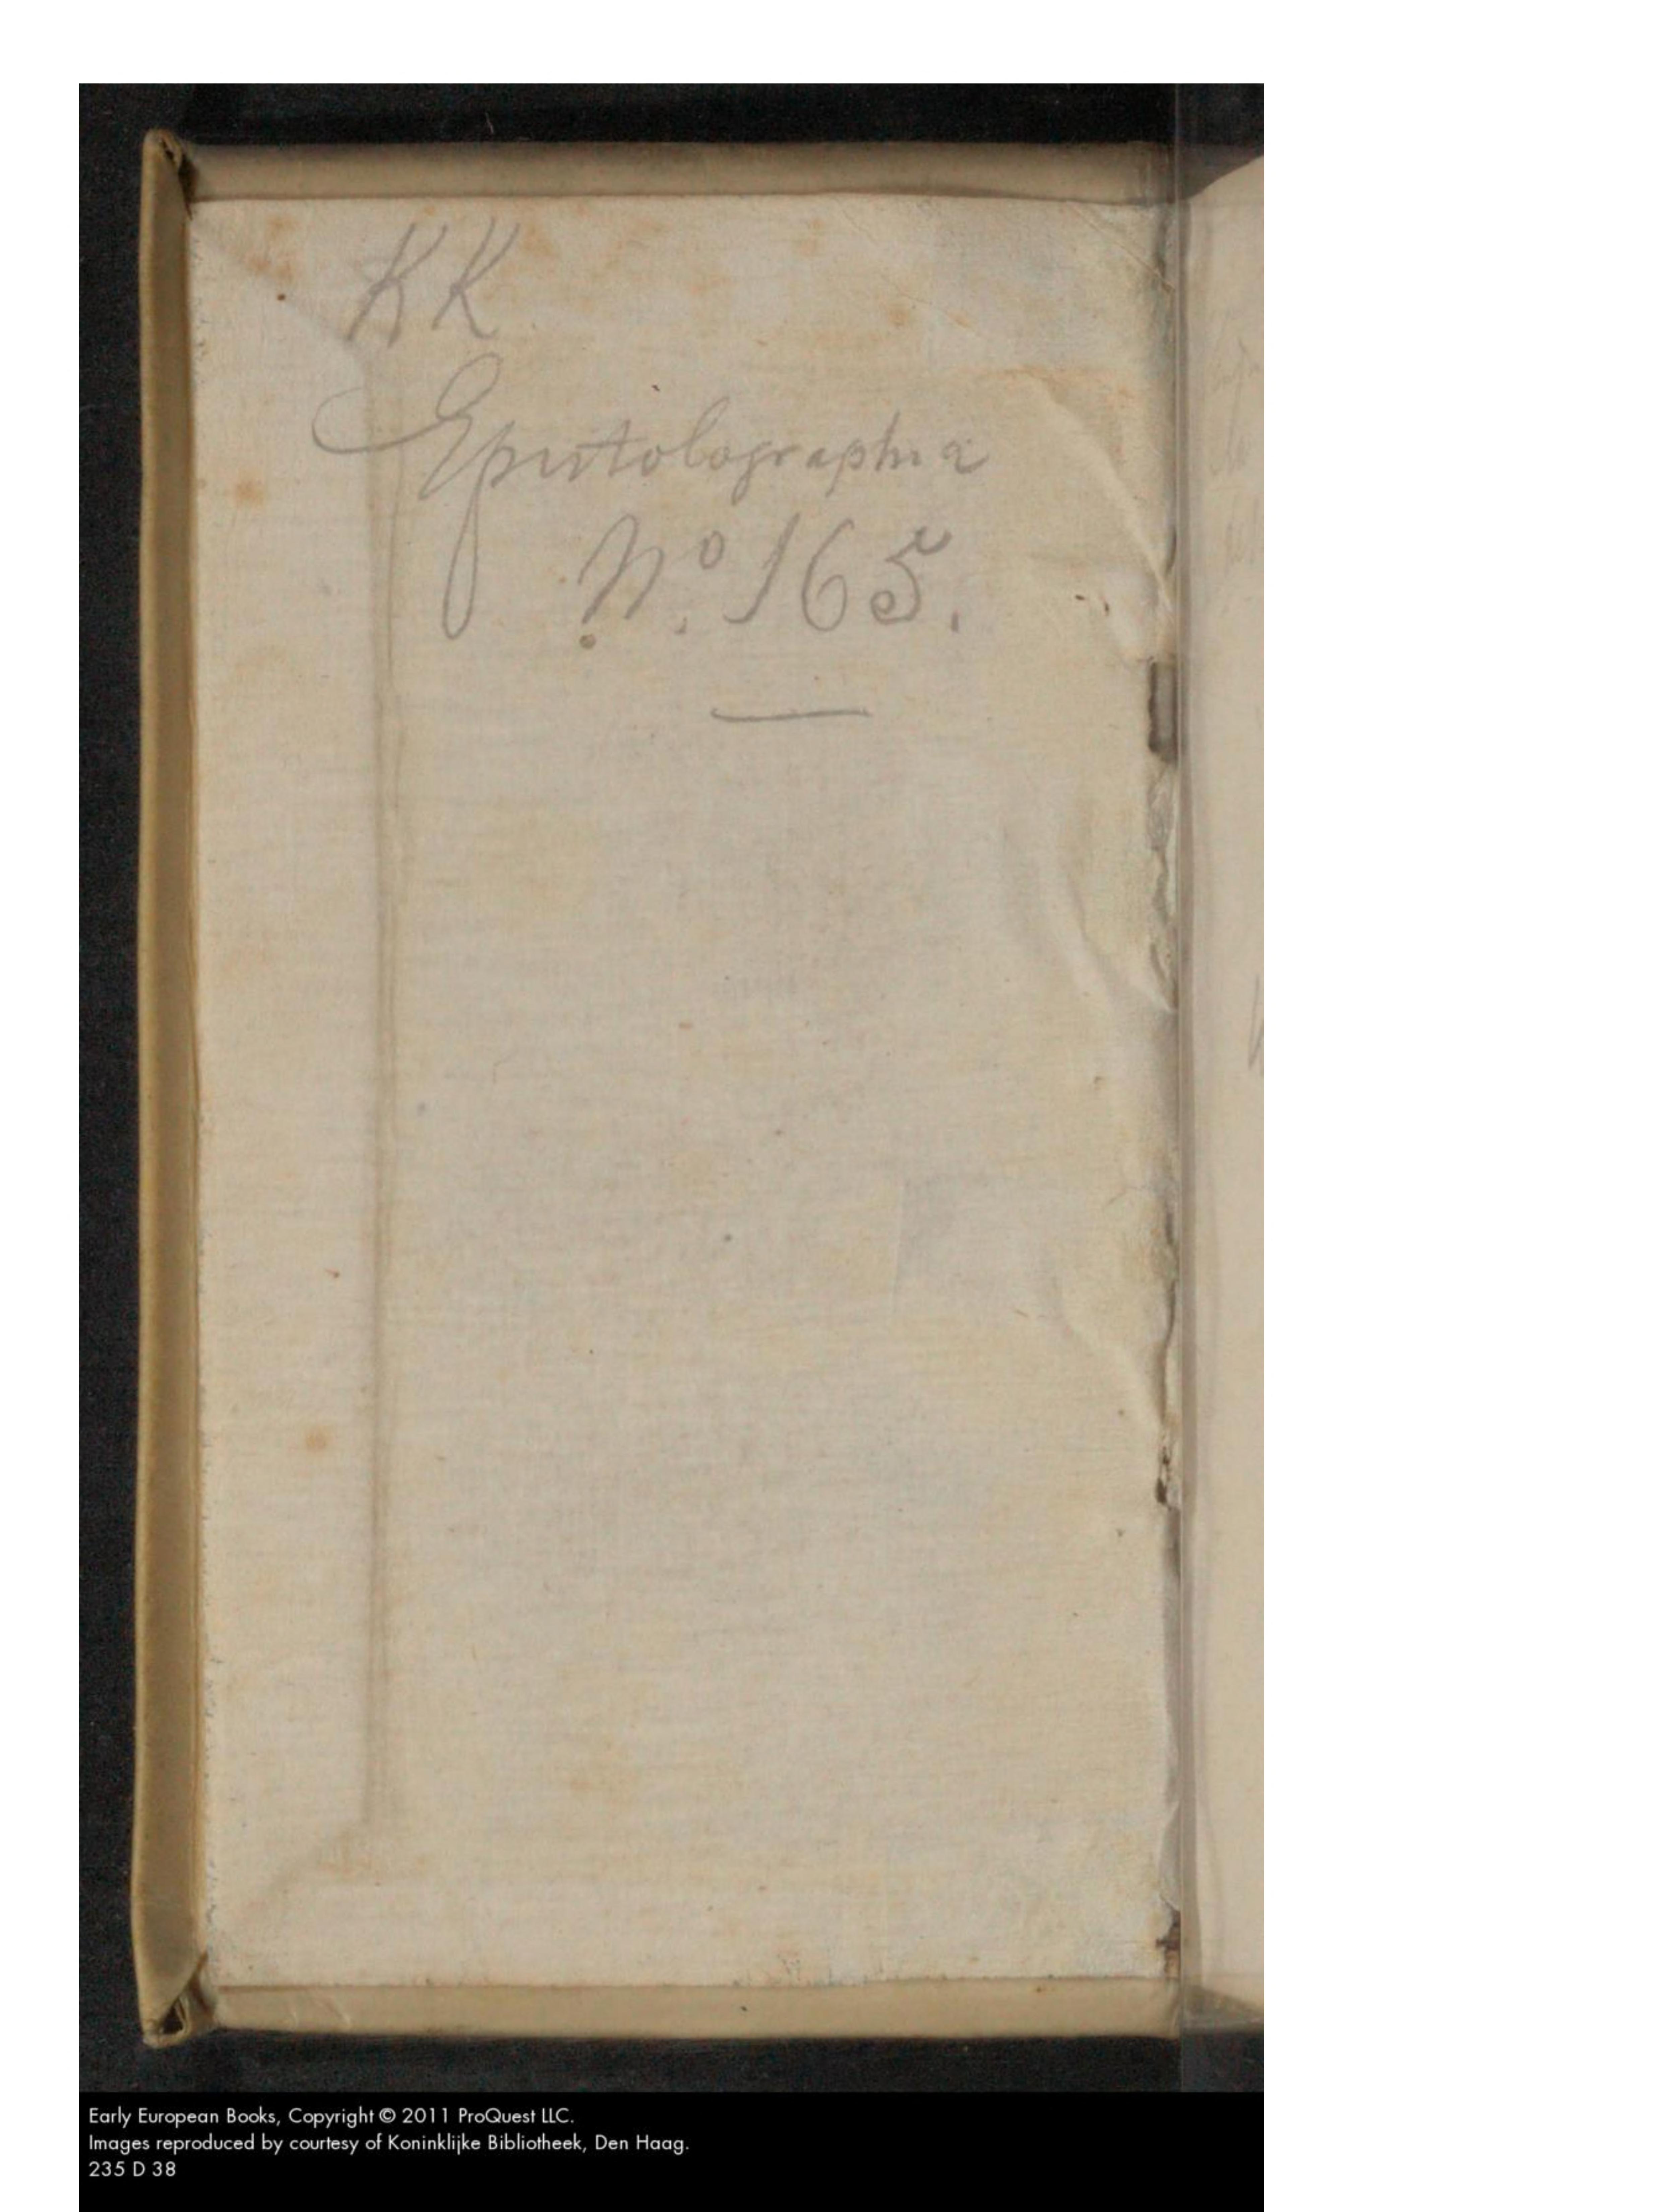 KK
Epistolographia
No. 165.
Early European Books, Copyright © 2011 ProQuest LLC.
Images reproduced by courtesy of Koninklijke Bibliotheek, Den Haag.
235 D 38